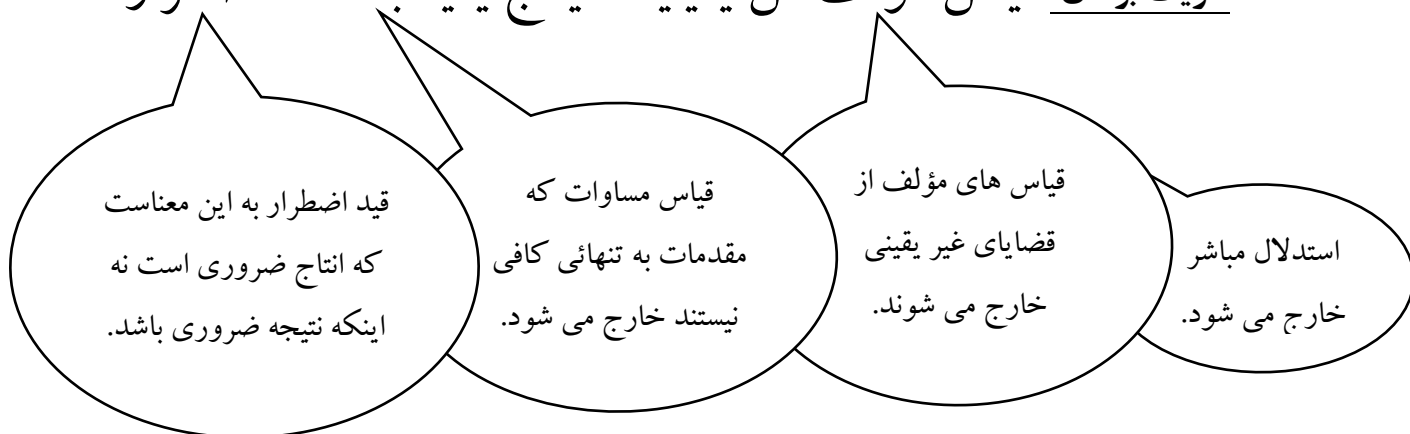 استدلال مباشر
خارج می شود.
قیاس های مؤلف از
قضایای غیر یقینی
خارج می شوند.
قیاس مساوات که
مقدمات به تنهائی کافی
نیستند خارج می شود.
قید اضطرار به این معناست
که انتاج ضروری است نه
اینکه نتیجه ضروری باشد.